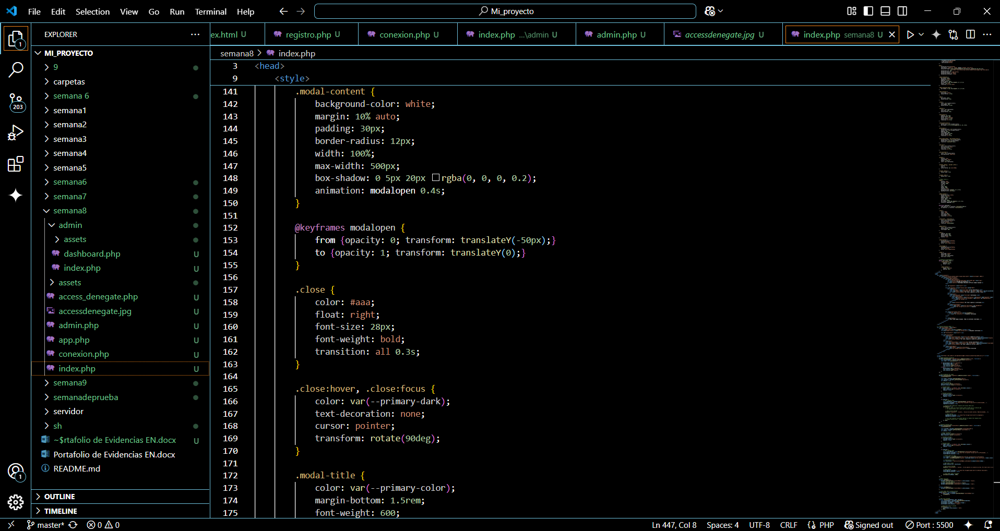 File Edit Selection View Go Run Terminal Help
Mi_proyecto
EXPLORER
ex.html U
registro.php U
conexion.php U
index.php ...\admin U
admin.php U
accessdenegate.jpg U
index.php semana8 U
semana8 > index.php
1
203
1
MI_PROYECTO
9
carpetas
semana 6
semana1
semana2
semana3
semana4
semana5
semana6
semana7
semana8
admin
assets
dashboard.php U
index.php U
assets
access_denegate.php U
accessdenegate.jpg U
admin.php U
app.php U
conexion.php U
index.php U
semana9
semanadeprueba
servidor
sh
~$rtafolio de Evidencias EN.docx U
Portafolio de Evidencias EN.docx
README.md
OUTLINE
TIMELINE
3 <head>
9 <style>
141 .modal-content {
142 background-color: white;
143 margin: 10% auto;
144 padding: 30px;
145 border-radius: 12px;
146 width: 100%;
147 max-width: 500px;
148 box-shadow: 0 5px 20px rgba(0, 0, 0, 0.2);
149 animation: modalopen 0.4s;
150 }
151
152 @keyframes modalopen {
153 from {opacity: 0; transform: translateY(-50px);}
154 to {opacity: 1; transform: translateY(0);}
155 }
156
157 .close {
158 color: #aaa;
159 float: right;
160 font-size: 28px;
161 font-weight: bold;
162 transition: all 0.3s;
163 }
164
165 .close:hover, .close:focus {
166 color: var(--primary-dark);
167 text-decoration: none;
168 cursor: pointer;
169 transform: rotate(90deg);
170 }
171
172 .modal-title {
173 color: var(--primary-color);
174 margin-bottom: 1.5rem;
175 font-weight: 600;
master* 0 0 Ln 447, Col 8 Spaces: 4 UTF-8 CRLF {} PHP Signed out Port : 5500